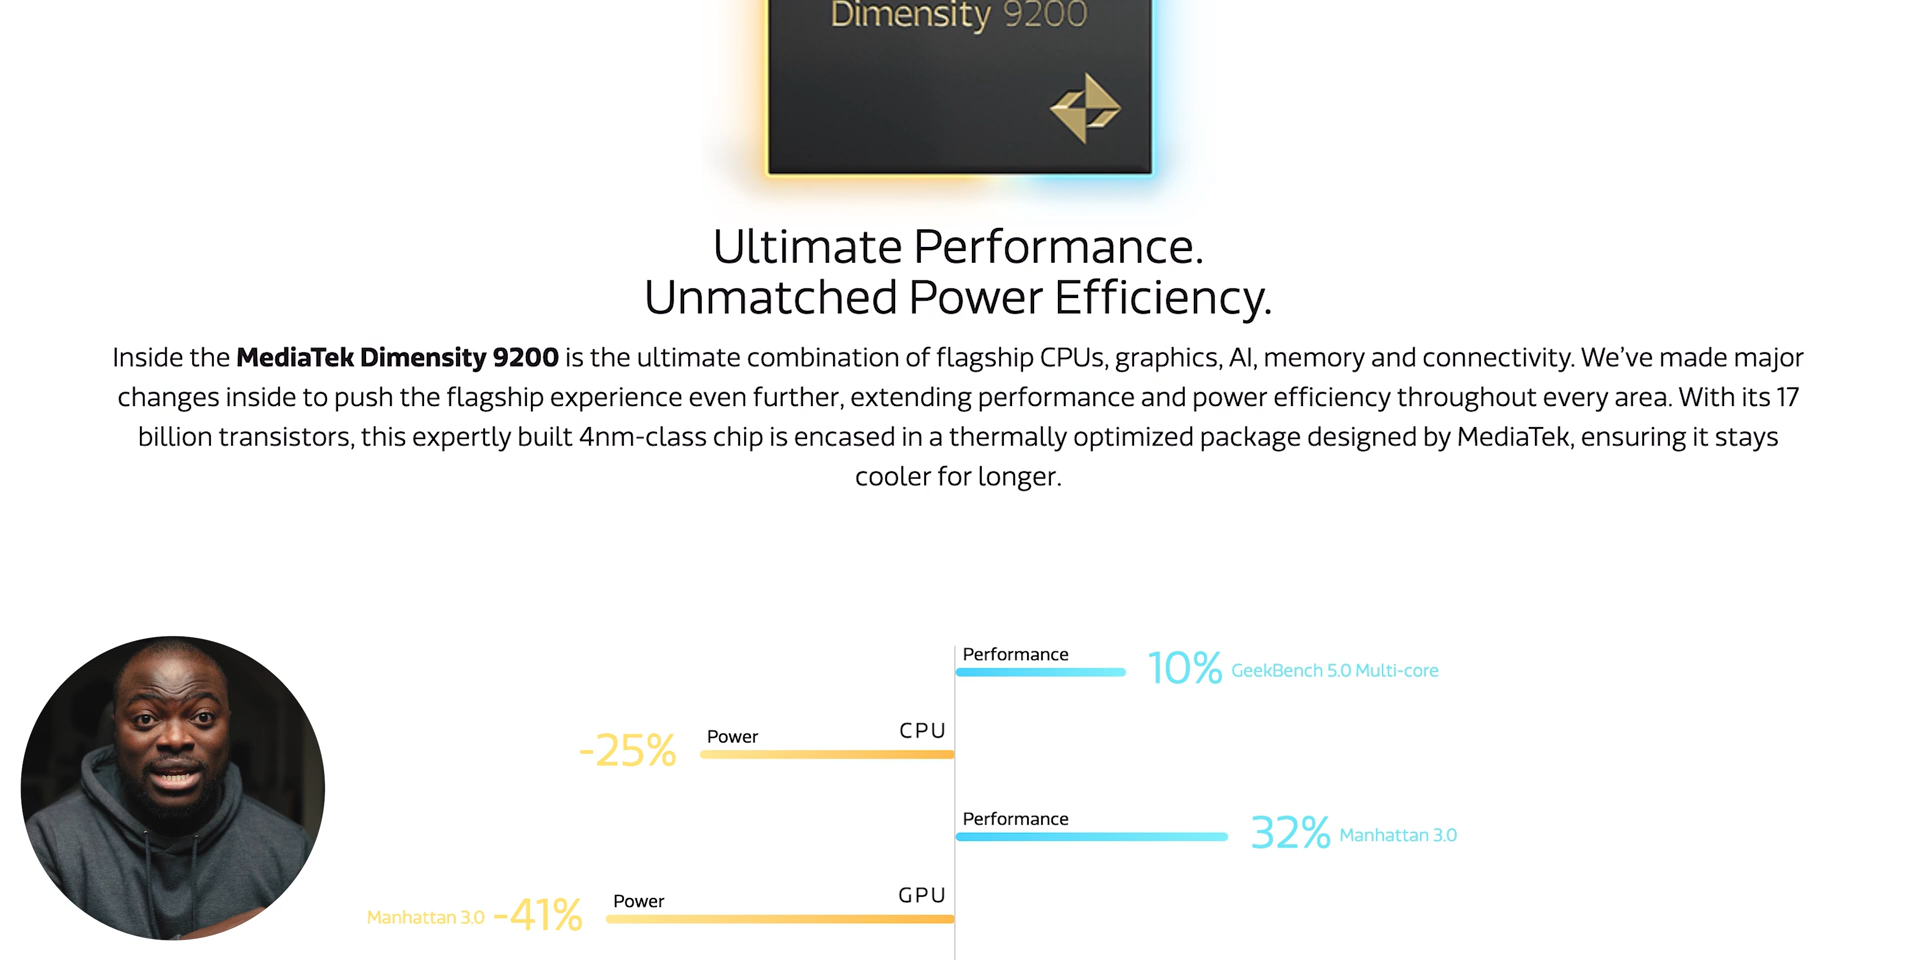 Dimensity 9200
Ultimate Performance.
Unmatched Power Efficiency.
Inside the MediaTek Dimensity 9200 is the ultimate combination of flagship CPUs, graphics, AI, memory and connectivity. We’ve made major
changes inside to push the flagship experience even further, extending performance and power efficiency throughout every area. With its 17
billion transistors, this expertly built 4nm-class chip is encased in a thermally optimized package designed by MediaTek, ensuring it stays
cooler for longer.
Performance
10% GeekBench 5.0 Multi-core
CPU
-25% Power
Performance
32% Manhattan 3.0
GPU
Manhattan 3.0 -41% Power